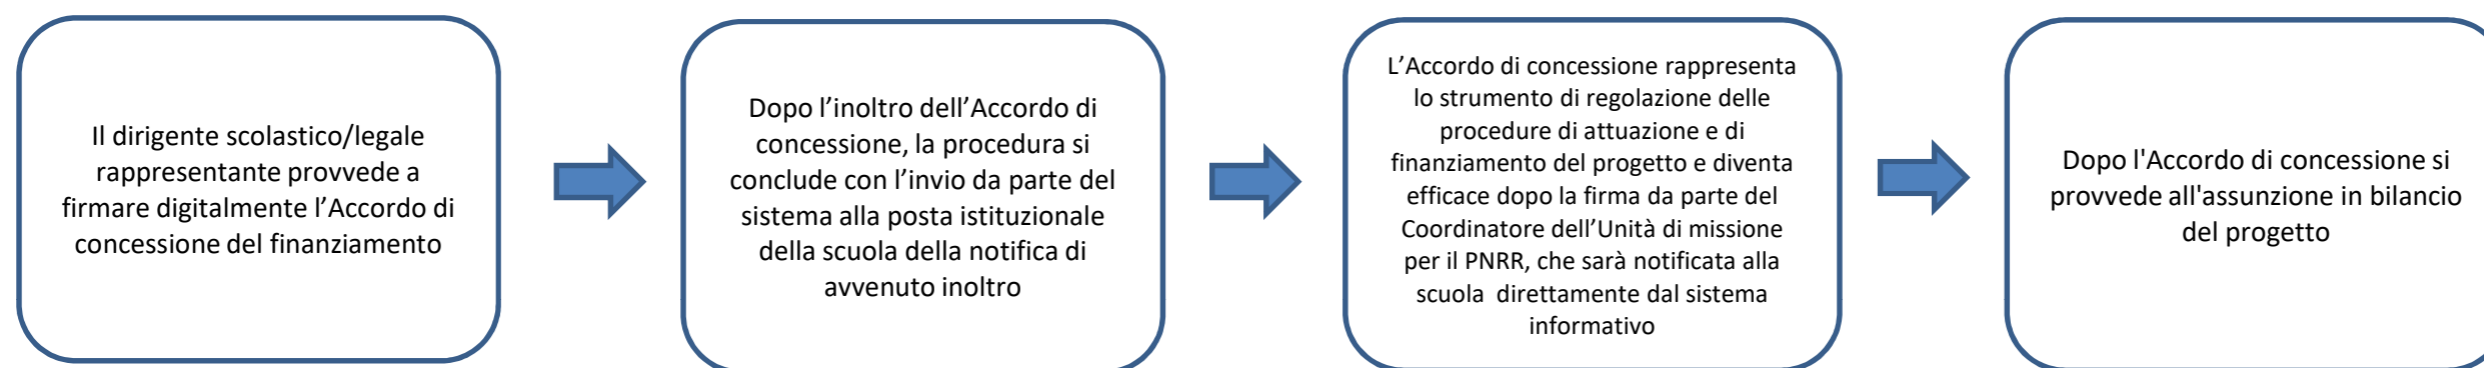 Il dirigente scolastico/legale
rappresentante provvede a
firmare digitalmente l’Accordo di
concessione del finanziamento
Dopo l’inoltro dell’Accordo di
concessione, la procedura si
conclude con l’invio da parte del
sistema alla posta istituzionale
della scuola della notifica di
avvenuto inoltro
L’Accordo di concessione rappresenta
lo strumento di regolazione delle
procedure di attuazione e di
finanziamento del progetto e diventa
efficace dopo la firma da parte del
Coordinatore dell’Unità di missione
per il PNRR, che sarà notificata alla
scuola direttamente dal sistema
informativo
Dopo l'Accordo di concessione si
provvede all'assunzione in bilancio
del progetto